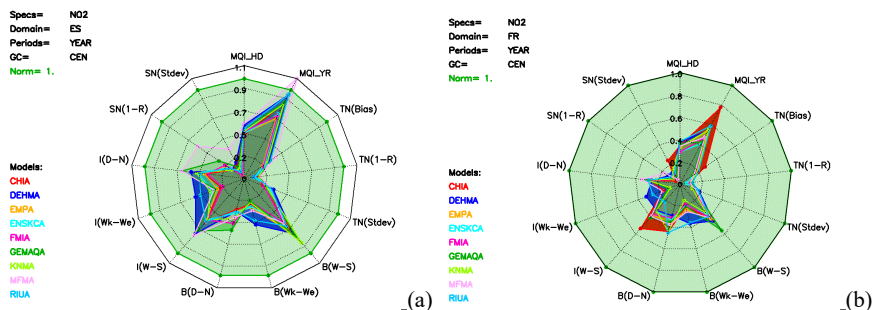 Specs= NO2
Domain= ES
Periods= YEAR
GC= CEN
Norm= 1.
MQI_HD
MQI_YR
TN(Bias)
TN(1-R)
TN(Stdev)
B(W-S)
B(Wk-We)
B(D-N)
I(W-S)
I(Wk-We)
I(D-N)
SN(1-R)
SN(Stdev)
1.1
0.9
0.7
0.5
0.2
0
Models:
CHIA
DEHMA
EMPA
ENSKCA
FMIA
GEMAQA
KNMA
MFMA
RIUA
_(a)
Specs= NO2
Domain= FR
Periods= YEAR
GC= CEN
Norm= 1.
MQI_HD
MQI_YR
TN(Bias)
TN(1-R)
TN(Stdev)
B(W-S)
B(Wk-We)
B(D-N)
I(W-S)
I(Wk-We)
I(D-N)
SN(1-R)
SN(Stdev)
1.0
0.8
0.6
0.4
0.2
0
Models:
CHIA
DEHMA
EMPA
ENSKCA
FMIA
GEMAQA
KNMA
MFMA
RIUA
_(b)